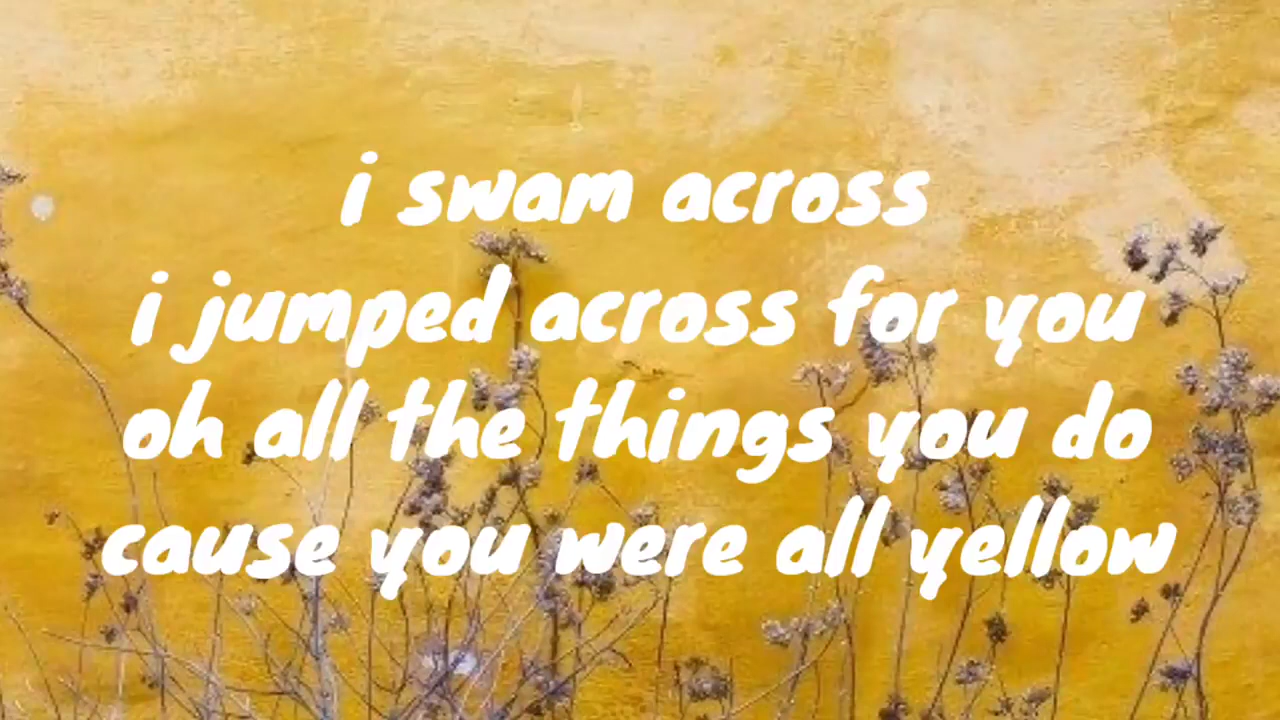 i swam across
i jumped across for you
oh all the things you do
cause you were all yellow